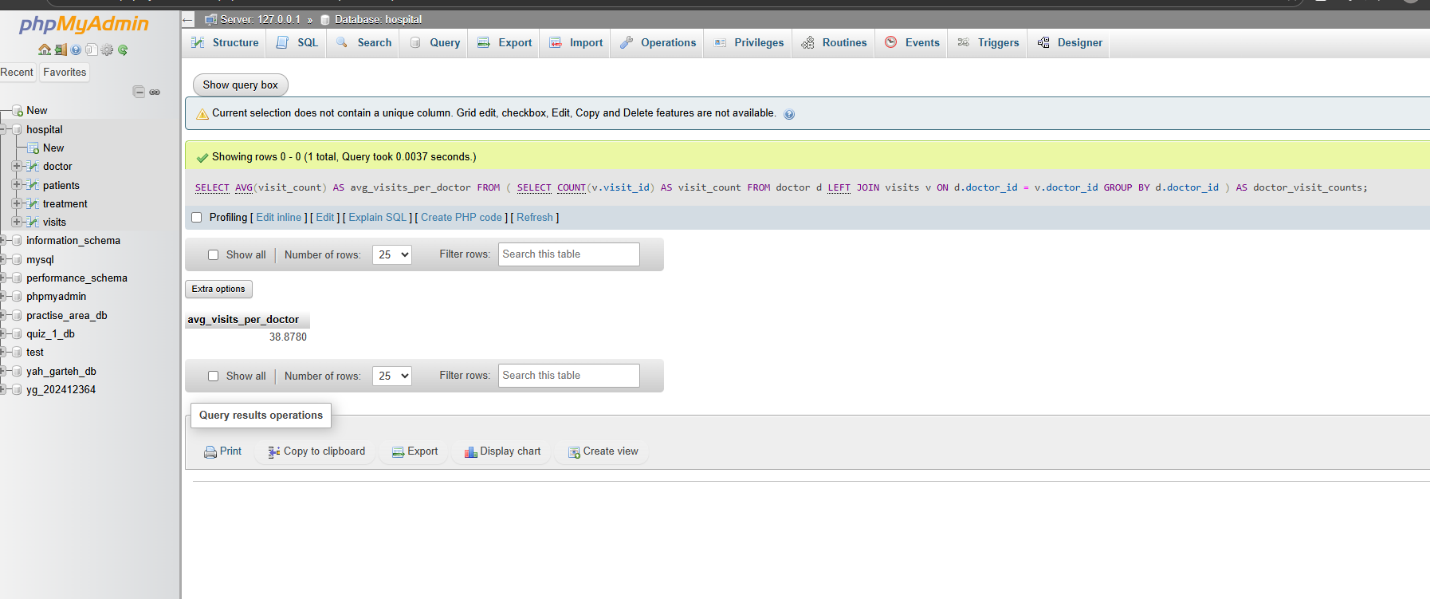 phpMyAdmin
Recent Favorites
New
hospital
New
doctor
patients
treatment
visits
information_schema
mysql
performance_schema
phpmyadmin
practise_area_db
quiz_1_db
test
yah_garteh_db
yg_202412364
Server: 127.0.0.1 » Database: hospital
Structure SQL Search Query Export Import Operations Privileges Routines Events Triggers Designer
Show query box
Current selection does not contain a unique column. Grid edit, checkbox, Edit, Copy and Delete features are not available.
Showing rows 0 - 0 (1 total, Query took 0.0037 seconds.)
SELECT AVG(visit_count) AS avg_visits_per_doctor FROM ( SELECT COUNT(v.visit_id) AS visit_count FROM doctor d LEFT JOIN visits v ON d.doctor_id = v.doctor_id GROUP BY d.doctor_id ) AS doctor_visit_counts;
Profiling [ Edit inline ] [ Edit ] [ Explain SQL ] [ Create PHP code ] [ Refresh ]
Show all | Number of rows: 25 Filter rows: Search this table
Extra options
avg_visits_per_doctor
38.8780
Show all | Number of rows: 25 Filter rows: Search this table
Query results operations
Print Copy to clipboard Export Display chart Create view